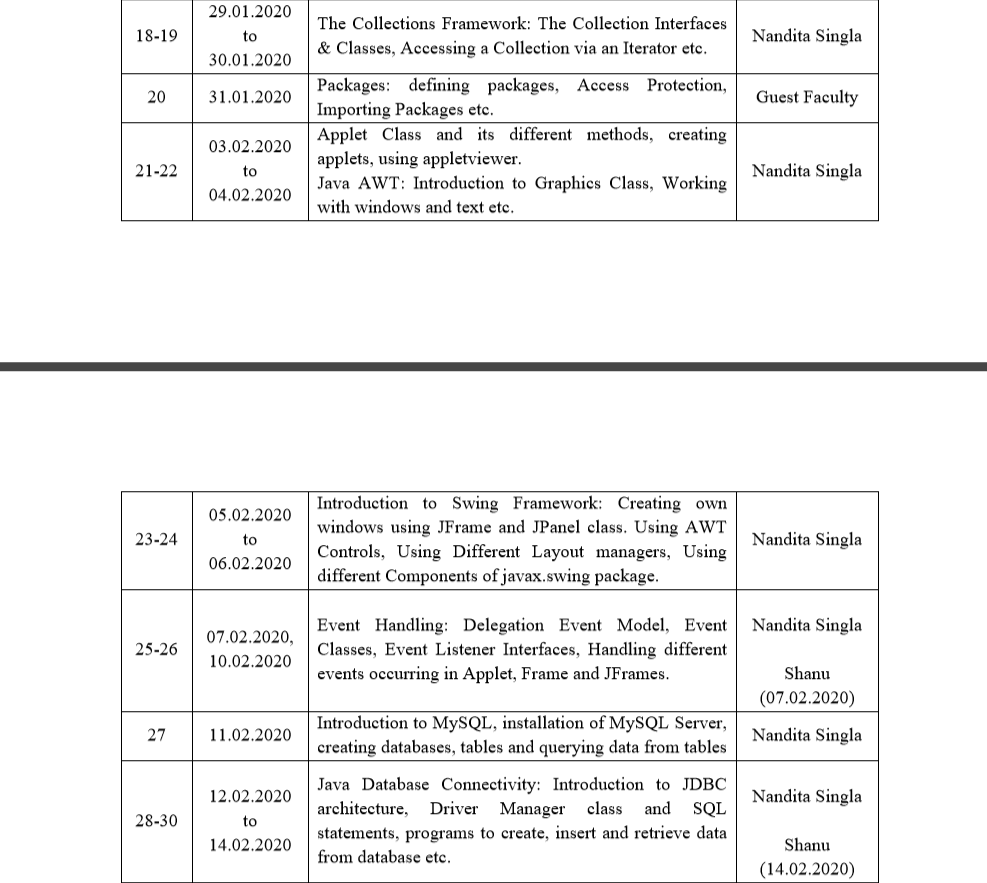 18-19
29.01.2020
to
30.01.2020
The Collections Framework: The Collection Interfaces
& Classes, Accessing a Collection via an Iterator etc.
Nandita Singla
20
31.01.2020
Packages: defining packages, Access Protection,
Importing Packages etc.
Guest Faculty
21-22
03.02.2020
to
04.02.2020
Applet Class and its different methods, creating
applets, using appletviewer.
Java AWT: Introduction to Graphics Class, Working
with windows and text etc.
Nandita Singla
23-24
05.02.2020
to
06.02.2020
Introduction to Swing Framework: Creating own
windows using JFrame and JPanel class. Using AWT
Controls, Using Different Layout managers, Using
different Components of javax.swing package.
Nandita Singla
25-26
07.02.2020,
10.02.2020
Event Handling: Delegation Event Model, Event
Classes, Event Listener Interfaces, Handling different
events occurring in Applet, Frame and JFrames.
Nandita Singla
Shanu
(07.02.2020)
27
11.02.2020
Introduction to MySQL, installation of MySQL Server,
creating databases, tables and querying data from tables
Nandita Singla
28-30
12.02.2020
to
14.02.2020
Java Database Connectivity: Introduction to JDBC
architecture, Driver Manager class and SQL
statements, programs to create, insert and retrieve data
from database etc.
Nandita Singla
Shanu
(14.02.2020)